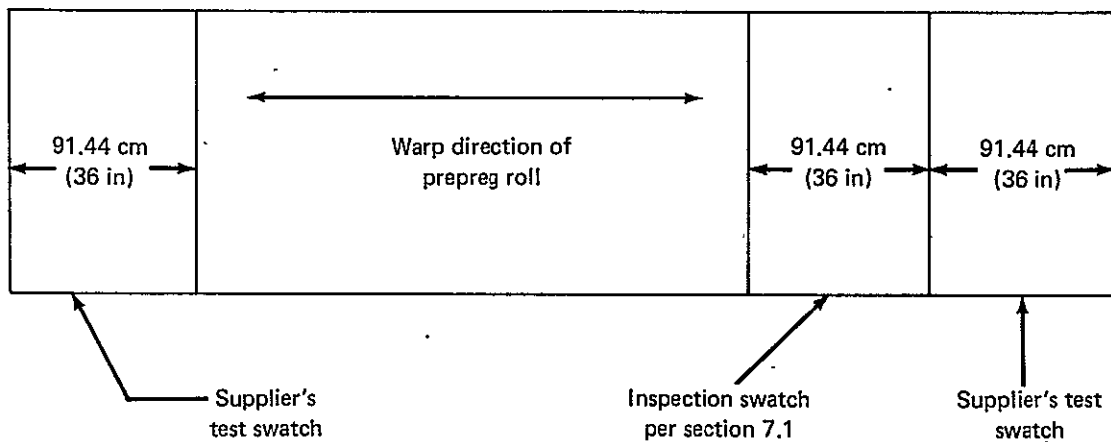 91.44 cm
(36 in)
Warp direction of
prepreg roll
91.44 cm
(36 in)
91.44 cm
(36 in)
Supplier's
test swatch
Inspection swatch
per section 7.1
Supplier's test
swatch